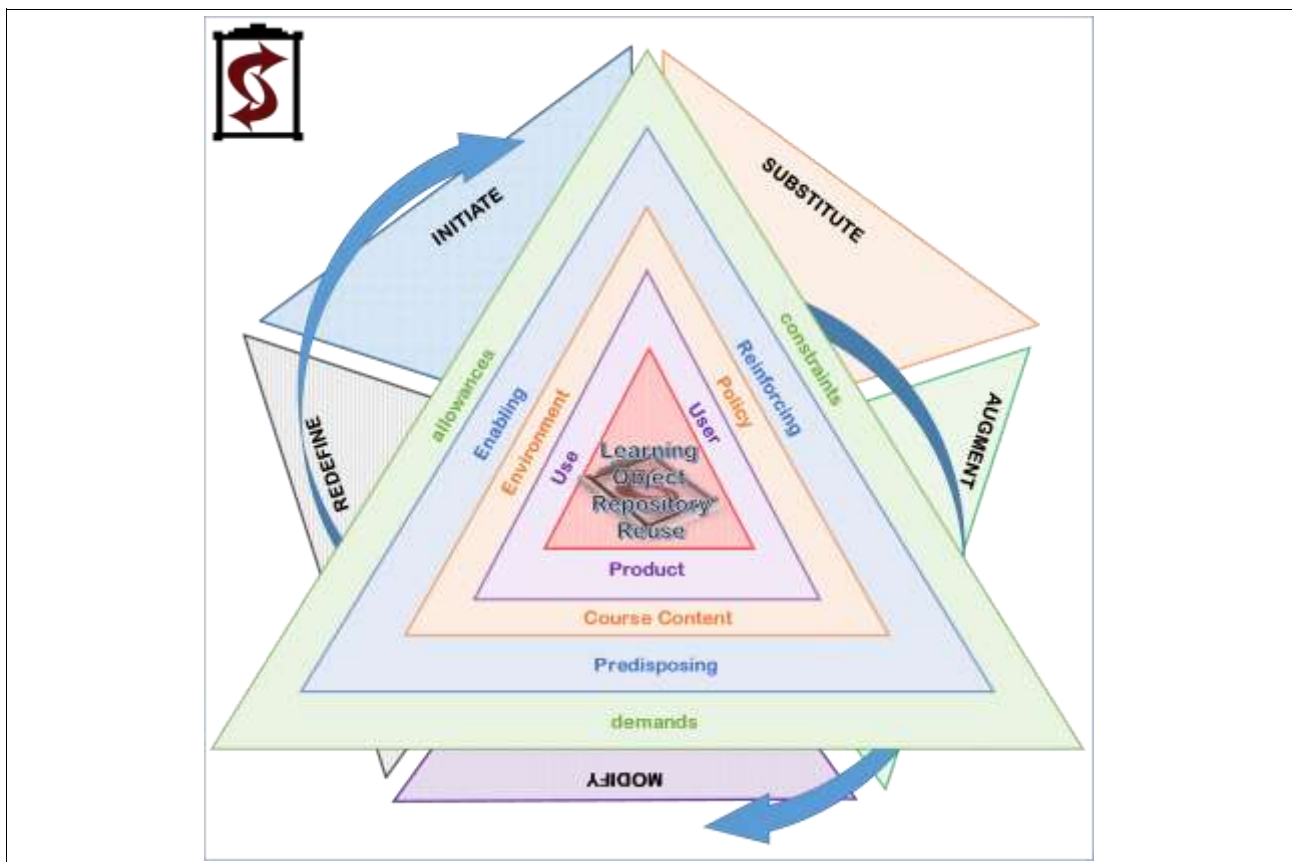 INITIATE
SUBSTITUTE
AUGMENT
MODIFY
REDEFINE
allowances
constraints
demands
Enabling
Reinforcing
Predisposing
Environment
Policy
Course Content
Use
User
Product
Learning
Object
Repository
Reuse